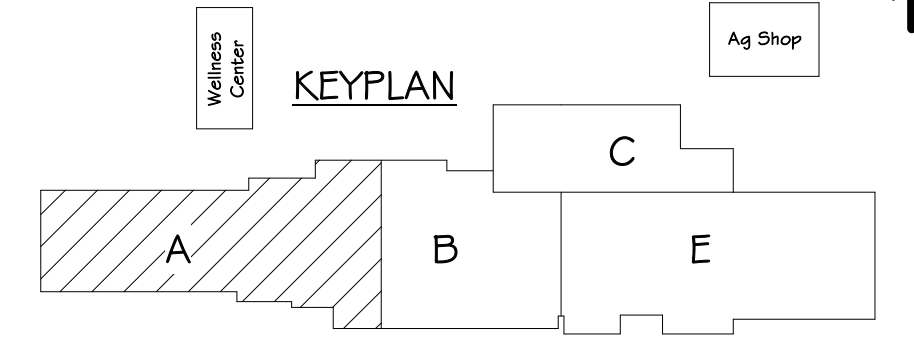 Wellness
Center
Ag Shop
KEYPLAN
C
A
B
E